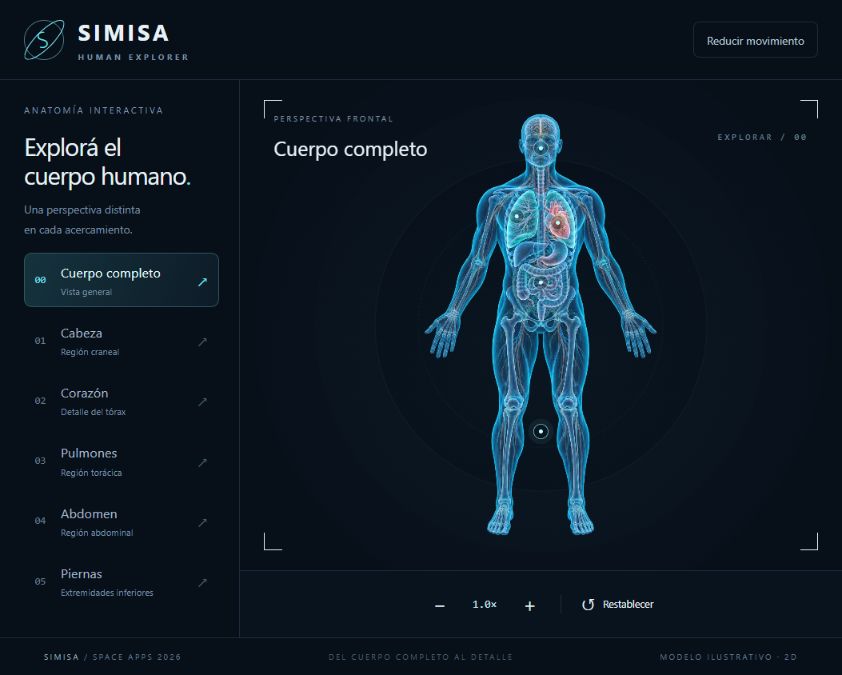 SIMISA
HUMAN EXPLORER
Reducir movimiento
ANATOMÍA INTERACTIVA
Explorá el
cuerpo humano.
Una perspectiva distinta
en cada acercamiento.
00 Cuerpo completo ↗
Vista general
01 Cabeza ↗
Región craneal
02 Corazón ↗
Detalle del tórax
03 Pulmones ↗
Región torácica
04 Abdomen ↗
Región abdominal
05 Piernas ↗
Extremidades inferiores
PERSPECTIVA FRONTAL
Cuerpo completo
EXPLORAR / 00
− 1.0× + ↺ Restablecer
SIMISA / SPACE APPS 2026
DEL CUERPO COMPLETO AL DETALLE
MODELO ILUSTRATIVO · 2D